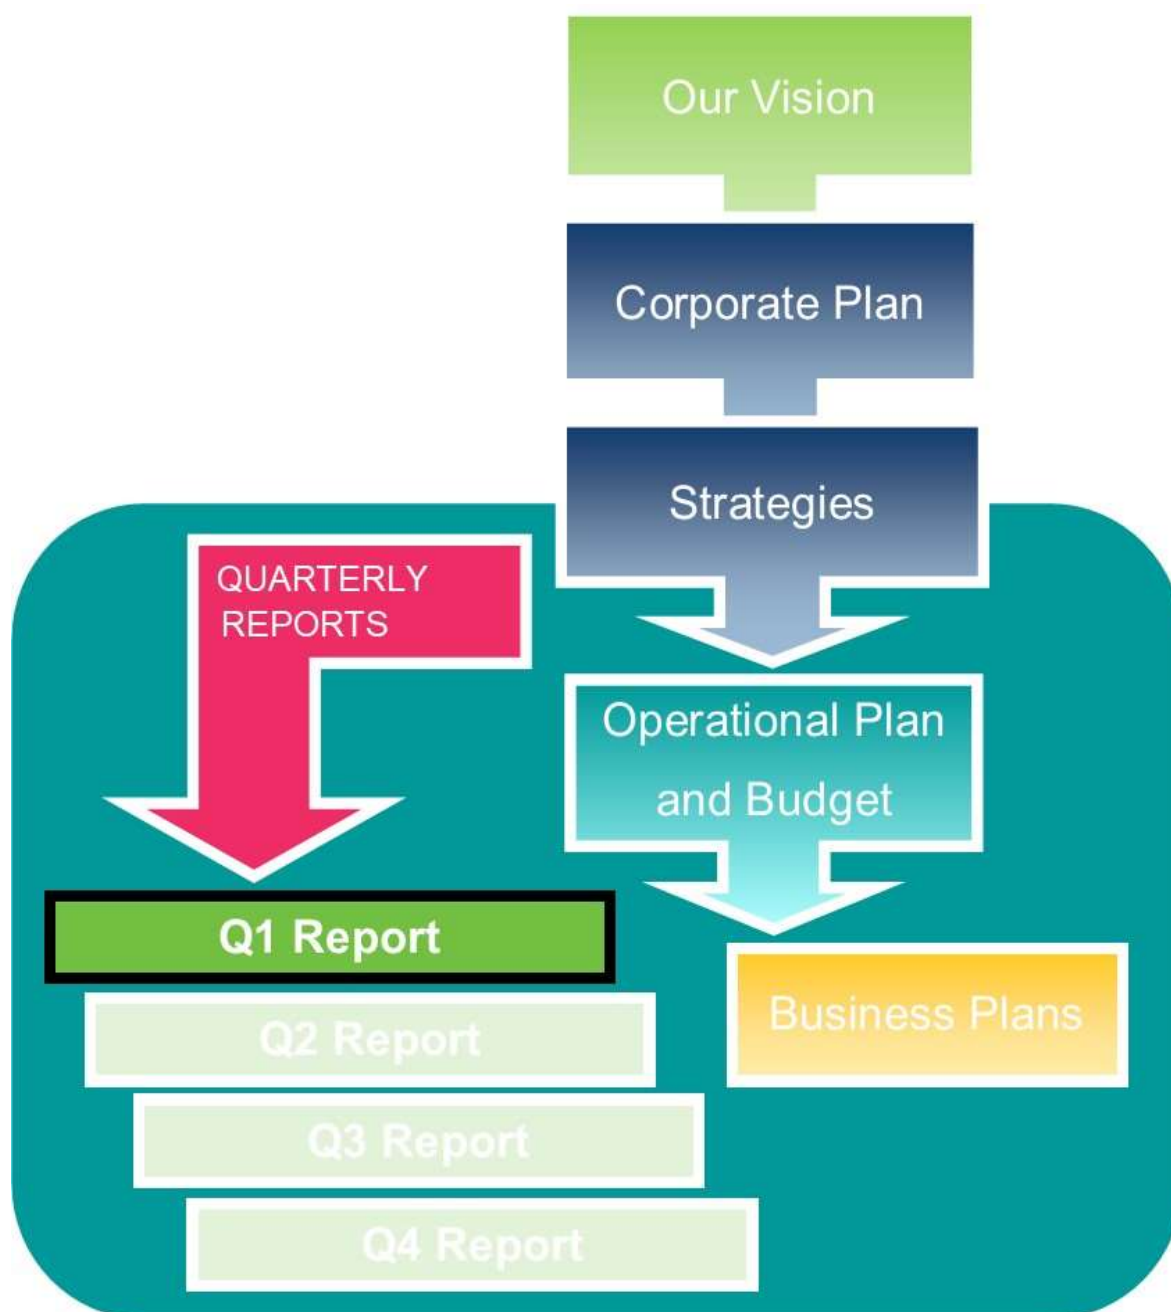 Our Vision
Corporate Plan
Strategies
QUARTERLY
REPORTS
Operational Plan
and Budget
Q1 Report
Business Plans
Q2 Report
Q3 Report
Q4 Report